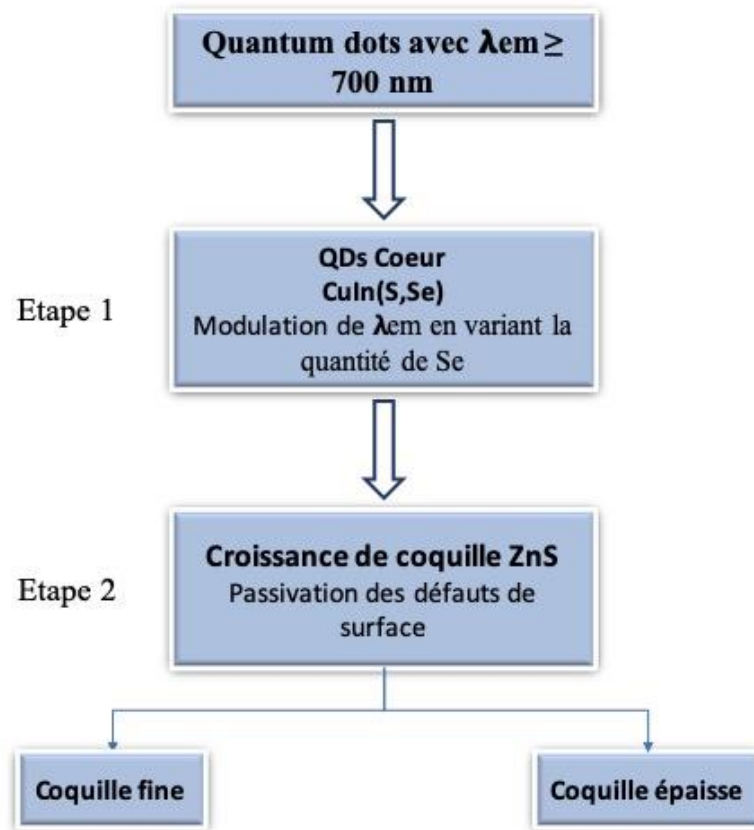 Quantum dots avec λem ≥
700 nm
Etape 1
QDs Coeur
CuIn(S,Se)
Modulation de λem en variant la
quantité de Se
Etape 2
Croissance de coquille ZnS
Passivation des défauts de
surface
Coquille fine
Coquille épaisse